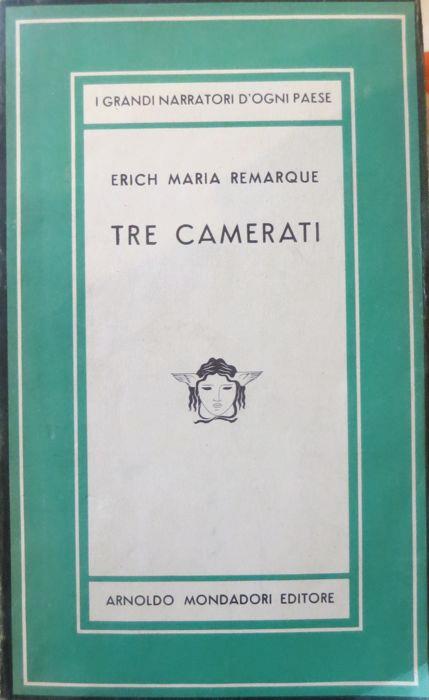 I GRANDI NARRATORI D'OGNI PAESE
ERICH MARIA REMARQUE
TRE CAMERATI
ARNOLDO MONDADORI EDITORE